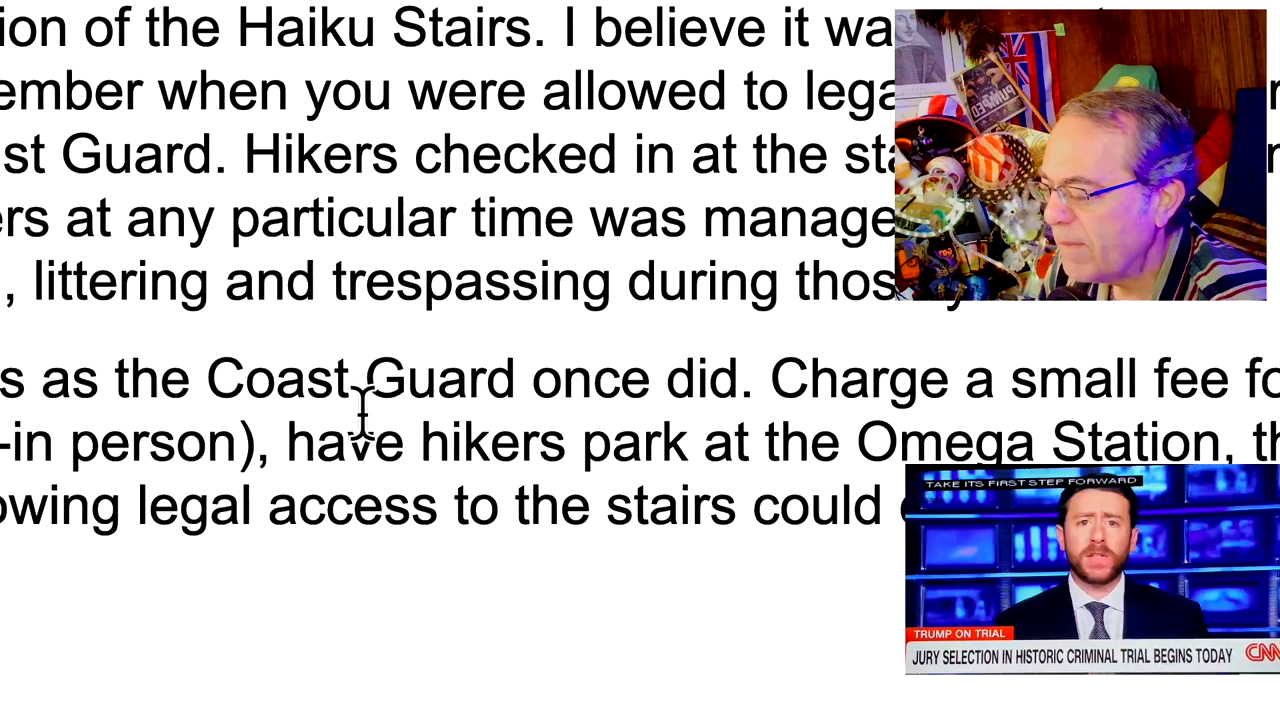 ion of the Haiku Stairs. I believe it wa
ember when you were allowed to lega
st Guard. Hikers checked in at the sta
ers at any particular time was manage
, littering and trespassing during thos
s as the Coast Guard once did. Charge a small fee fo
-in person), have hikers park at the Omega Station, th
owing legal access to the stairs could
PUMPED
TAKE ITS FIRST STEP FORWARD
TRUMP ON TRIAL
JURY SELECTION IN HISTORIC CRIMINAL TRIAL BEGINS TODAY
CNN